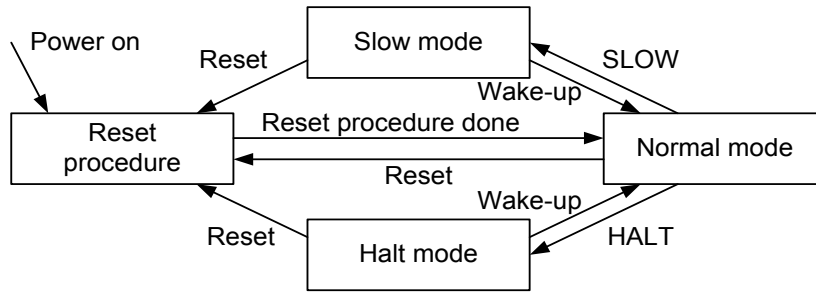 Power on
Slow mode
SLOW
Reset
Wake-up
Reset
procedure
Reset procedure done
Normal mode
Reset
Wake-up
Reset
Halt mode
HALT